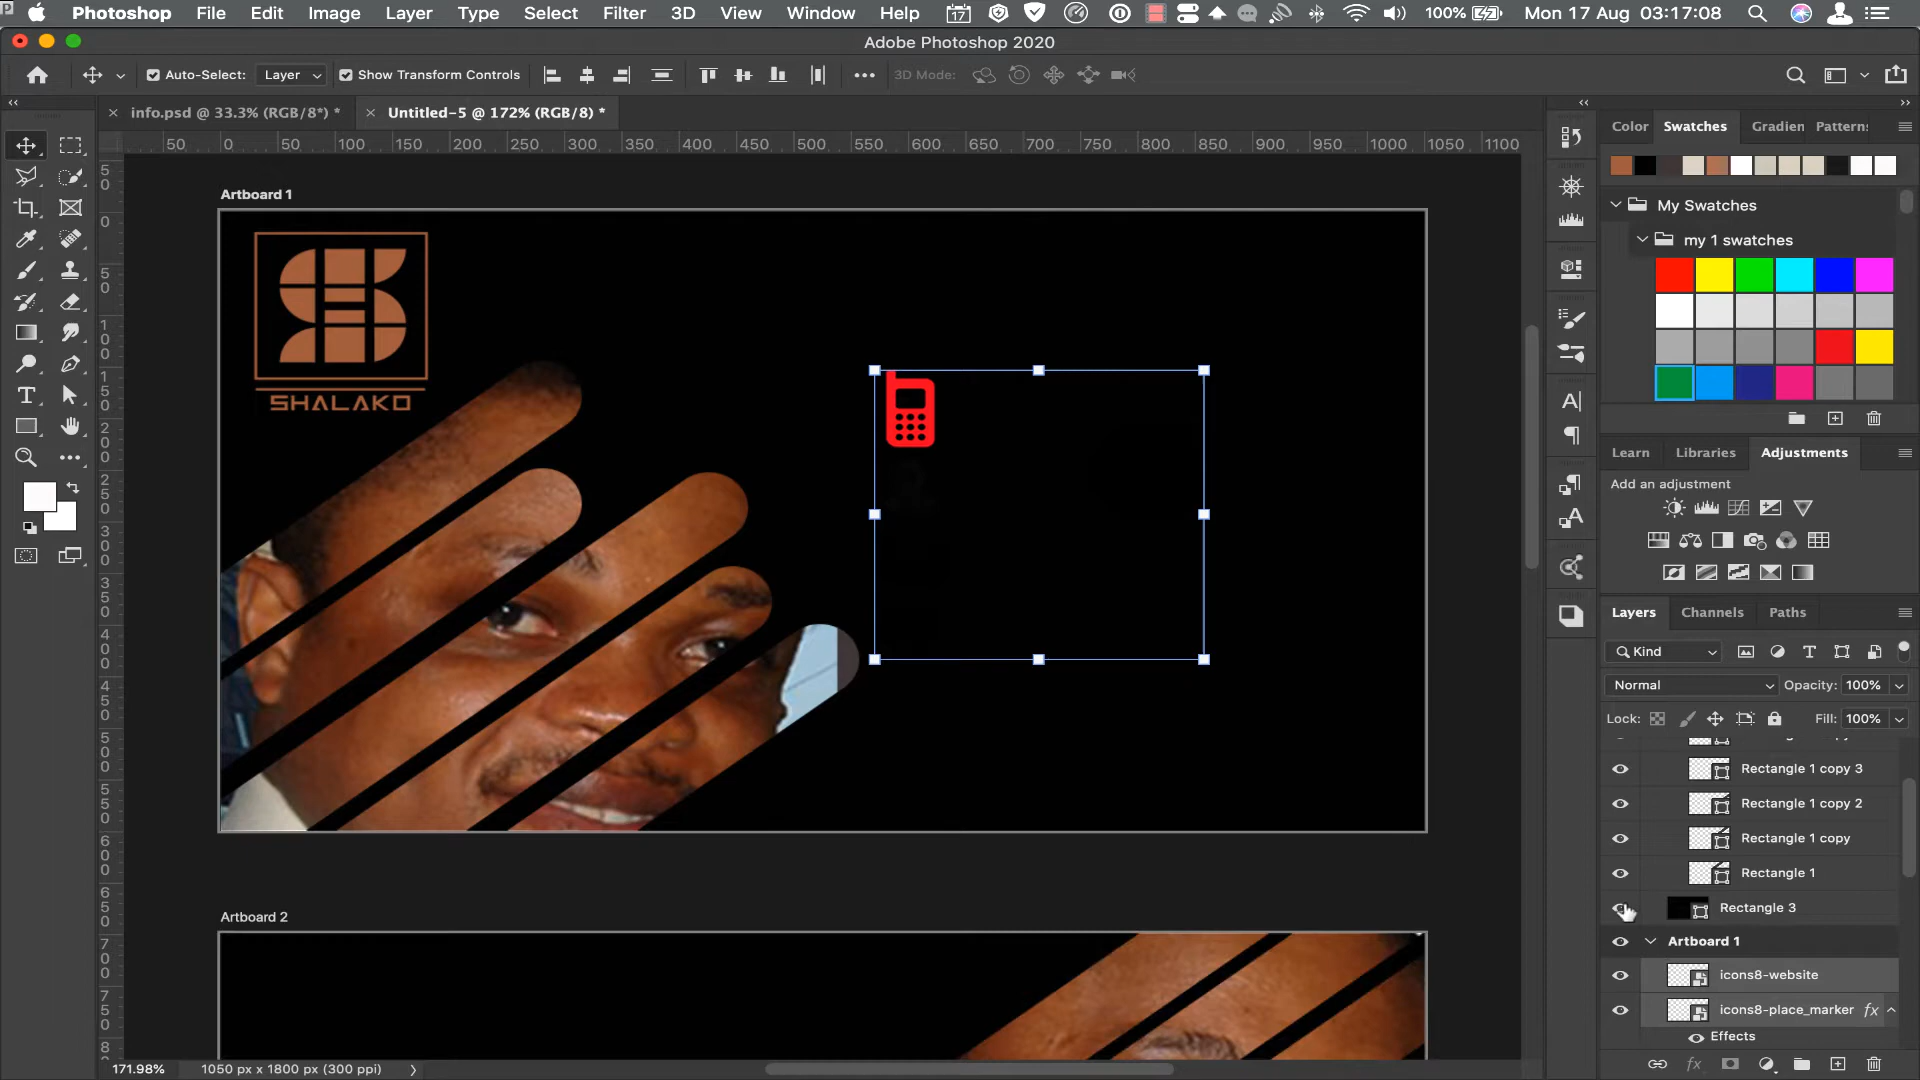 Photoshop File Edit Image Layer Type Select Filter 3D View Window Help 17 100% Mon 17 Aug 03:17:08
Adobe Photoshop 2020
Auto-Select: Layer Show Transform Controls 3D Mode:
info.psd @ 33.3% (RGB/8*) * Untitled-5 @ 172% (RGB/8) *
50 0 50 100 150 200 250 300 350 400 450 500 550 600 650 700 750 800 850 900 950 1000 1050 1100
Artboard 1
SHALAKO
Artboard 2
171.98% 1050 px x 1800 px (300 ppi)
Color Swatches Gradien Patterns
My Swatches
my 1 swatches
Learn Libraries Adjustments
Add an adjustment
Layers Channels Paths
Kind
Normal Opacity: 100%
Lock: Fill: 100%
Rectangle 1 copy 3
Rectangle 1 copy 2
Rectangle 1 copy
Rectangle 1
Rectangle 3
Artboard 1
icons8-website
icons8-place_marker fx
Effects